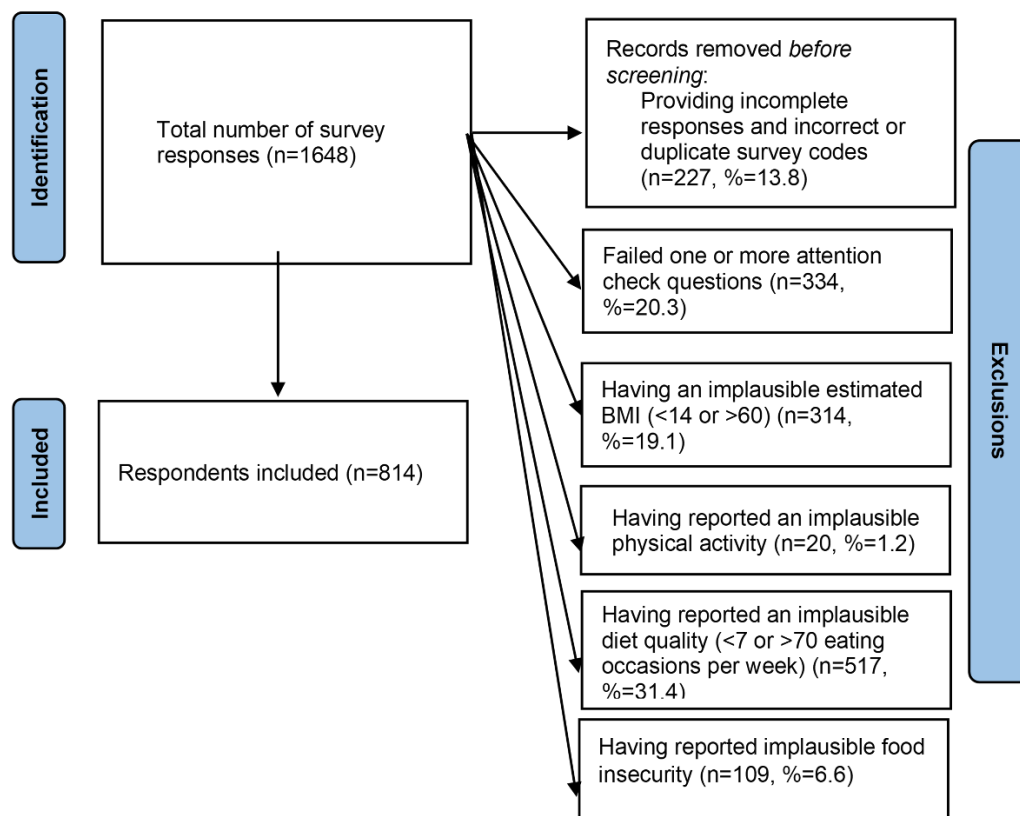 Identification
Total number of survey
responses (n=1648)
Records removed before
screening:
Providing incomplete
responses and incorrect or
duplicate survey codes
(n=227, %=13.8)
Failed one or more attention
check questions (n=334,
%=20.3)
Exclusions
Having an implausible estimated
BMI (<14 or >60) (n=314,
%=19.1)
Included
Respondents included (n=814)
Having reported an implausible
physical activity (n=20, %=1.2)
Having reported an implausible
diet quality (<7 or >70 eating
occasions per week) (n=517,
%=31.4)
Having reported implausible food
insecurity (n=109, %=6.6)